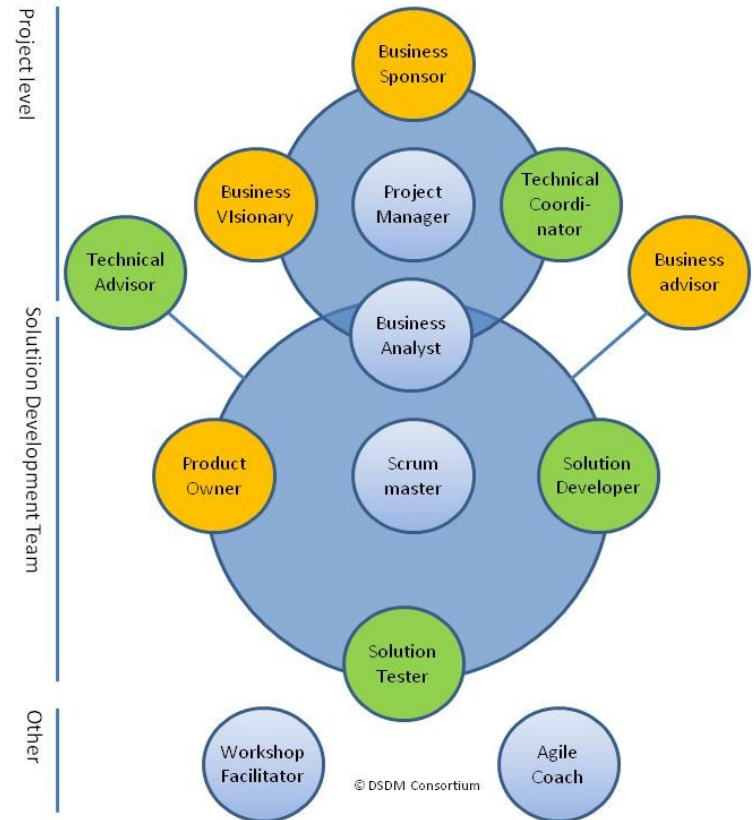 Project level
Business
Sponsor
Business
VIsionary
Project
Manager
Technical
Coordi-
nator
Technical
Advisor
Business
advisor
Solutiion Development Team
Business
Analyst
Product
Owner
Scrum
master
Solution
Developer
Solution
Tester
Other
Workshop
Facilitator
Agile
Coach
© DSDM Consortium